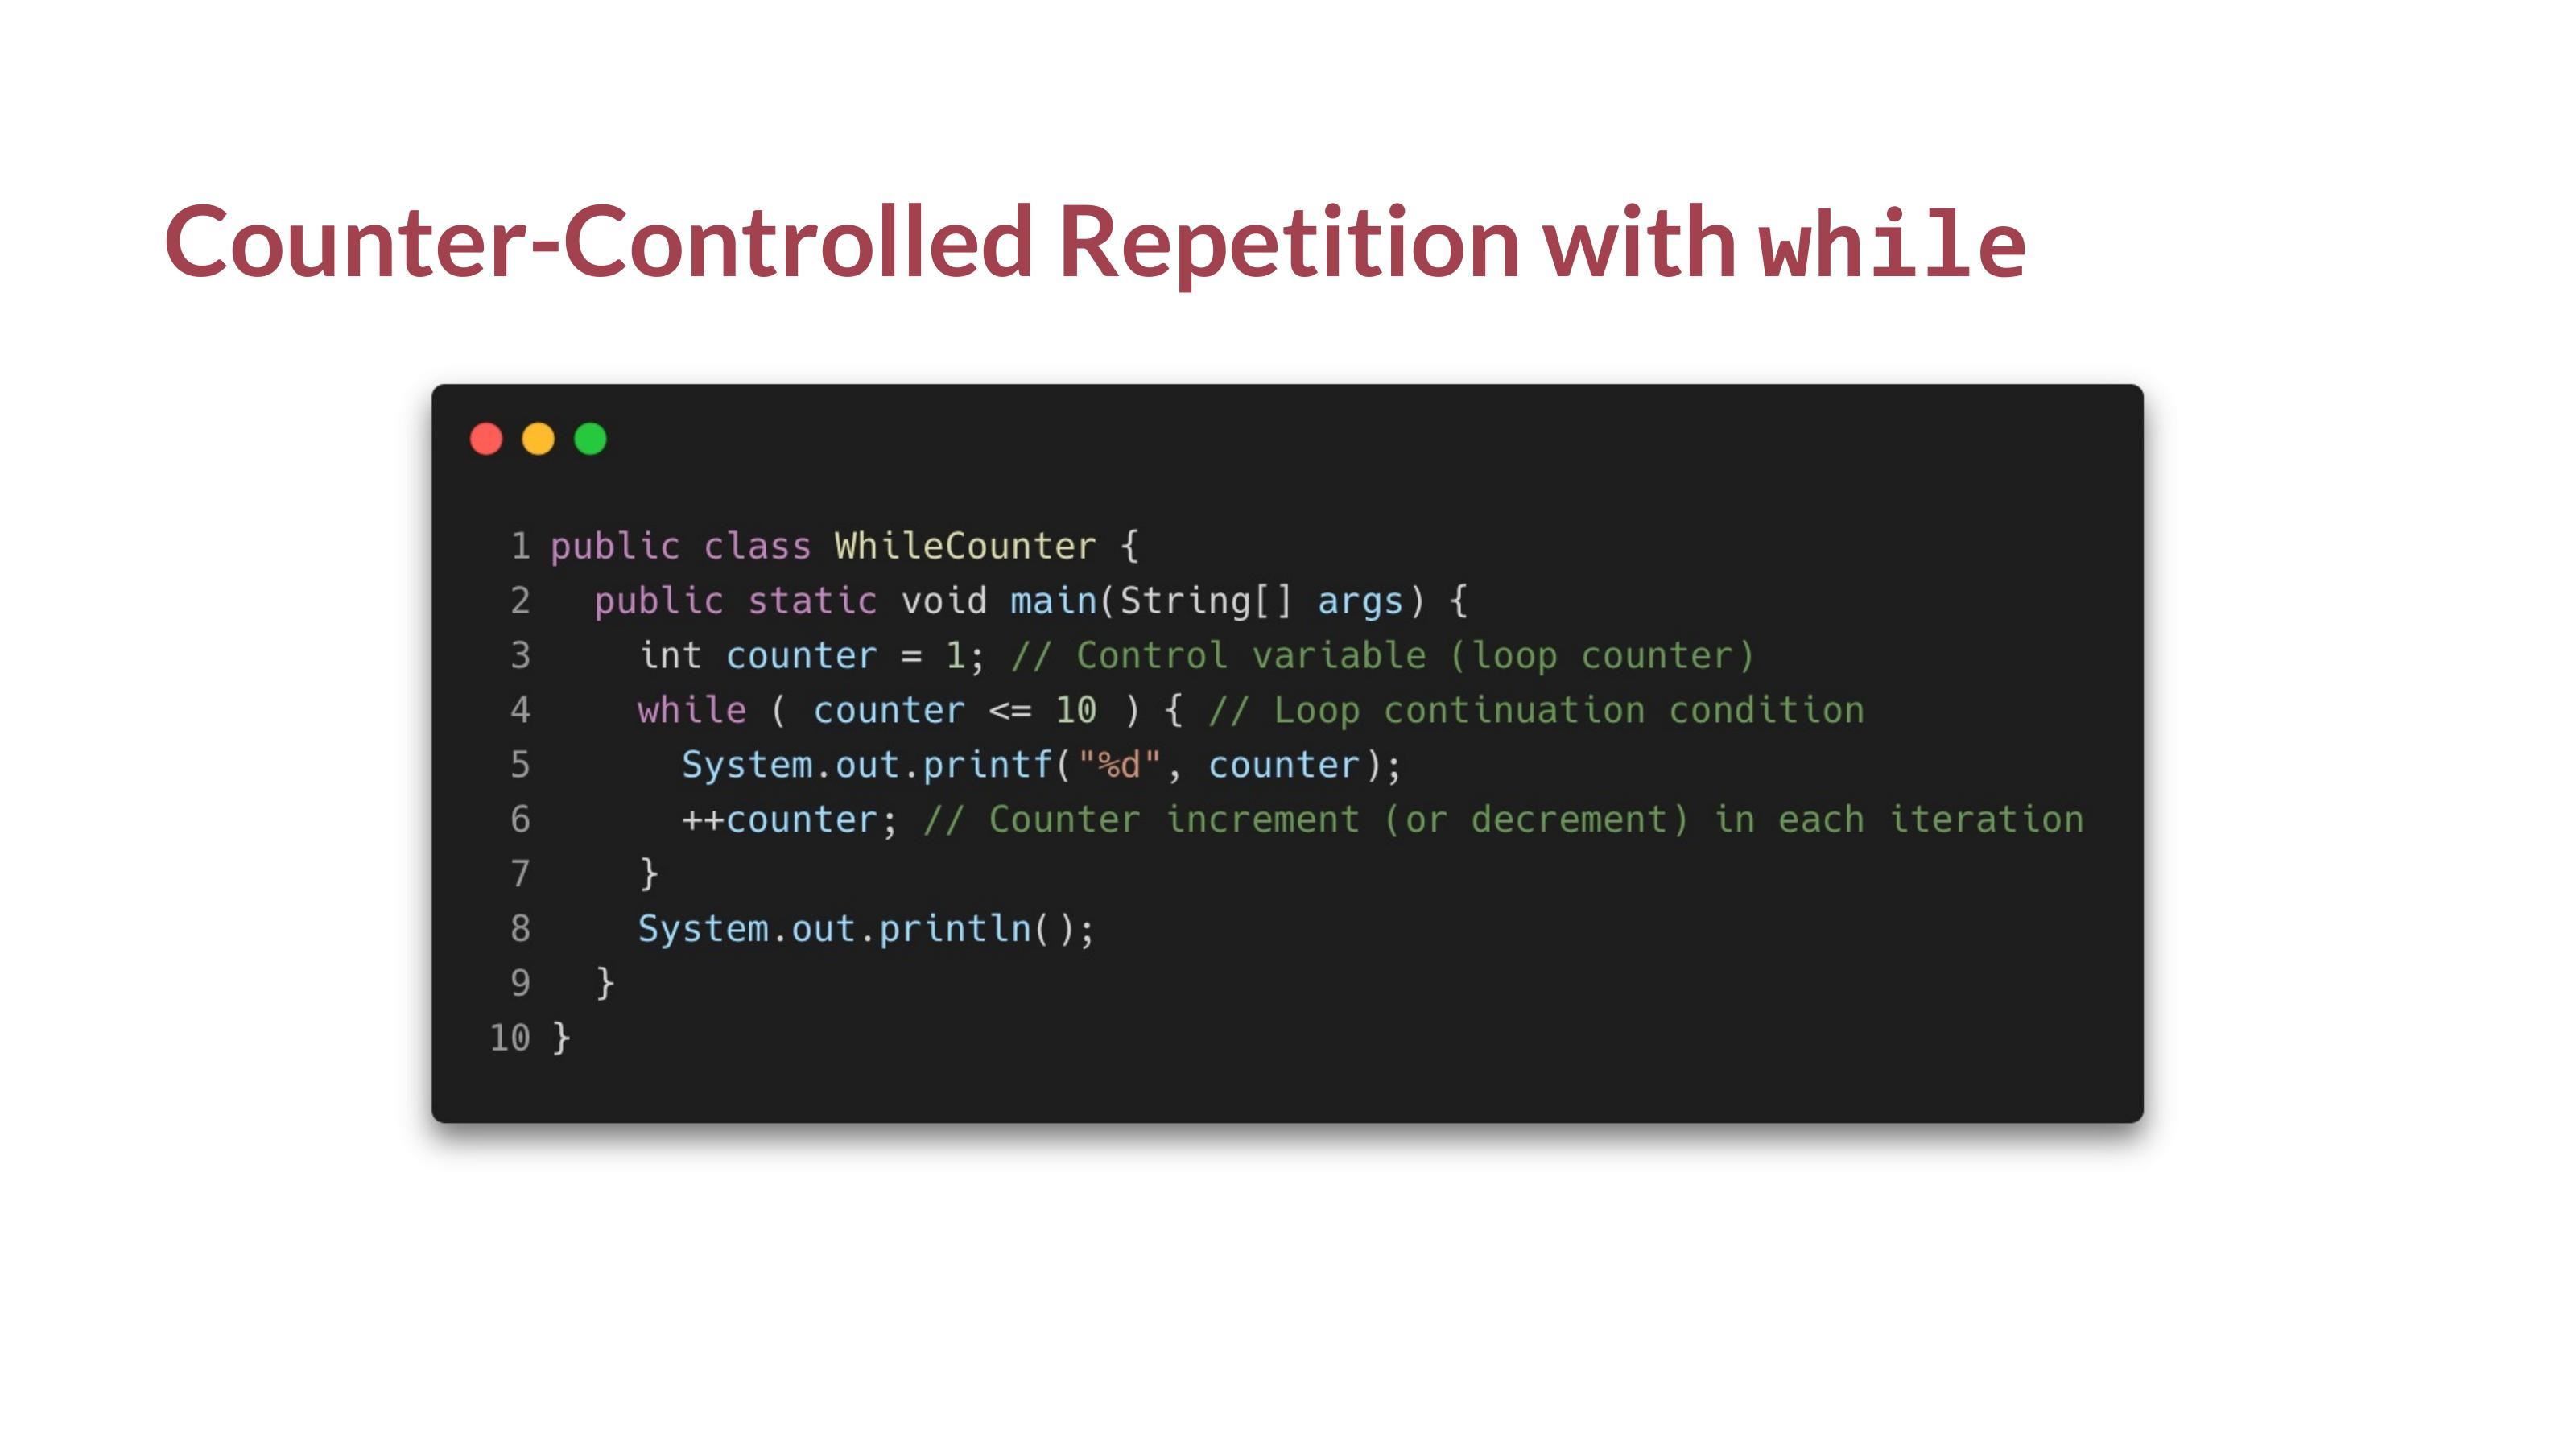 Counter-Controlled Repetition with while
1 public class WhileCounter {
2   public static void main(String[] args) {
3     int counter = 1; // Control variable (loop counter)
4     while ( counter <= 10 ) { // Loop continuation condition
5       System.out.printf("%d", counter);
6       ++counter; // Counter increment (or decrement) in each iteration
7     }
8     System.out.println();
9   }
10 }